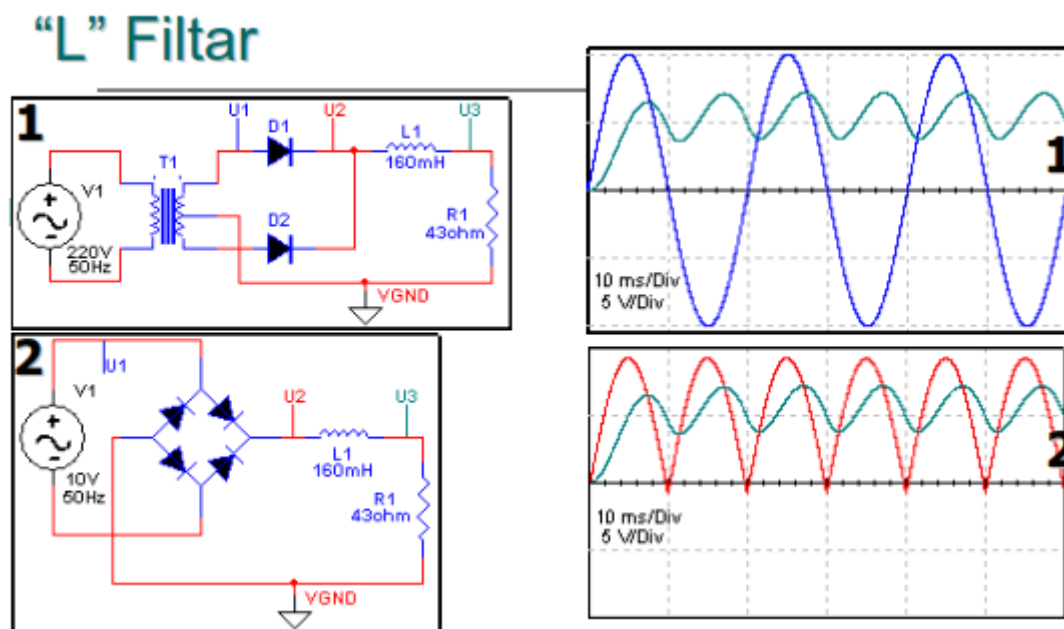 “L” Filtar
1
U1
U2
U3
D1
L1
160mH
T1
V1
D2
R1
43ohm
220V
50Hz
VGND
10 ms/Div
5 V/Div
1
2
U1
V1
U2
U3
L1
160mH
R1
43ohm
10V
50Hz
VGND
10 ms/Div
5 V/Div
2